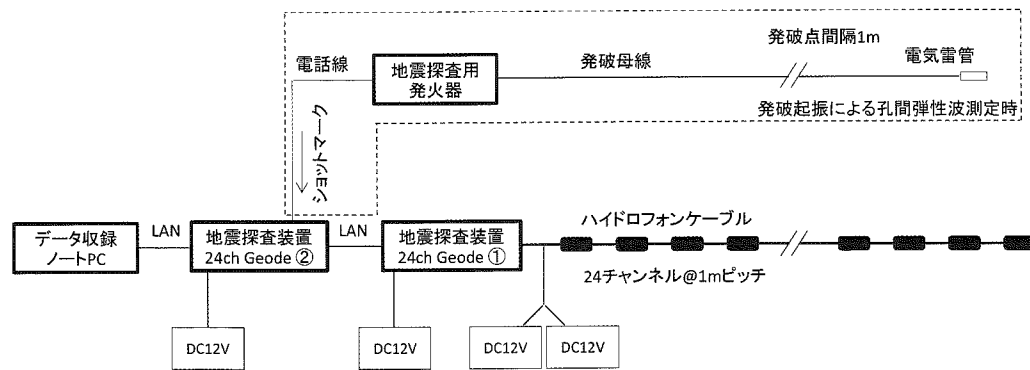 発破点間隔1m
電話線
地震探査用
発火器
発破母線
電気雷管
発破起振による孔間弾性波測定時
ショットマーク
ハイドロフォンケーブル
データ収録
ノートPC
LAN
地震探査装置
24ch Geode ②
LAN
地震探査装置
24ch Geode ①
24チャンネル@1mピッチ
DC12V
DC12V
DC12V
DC12V